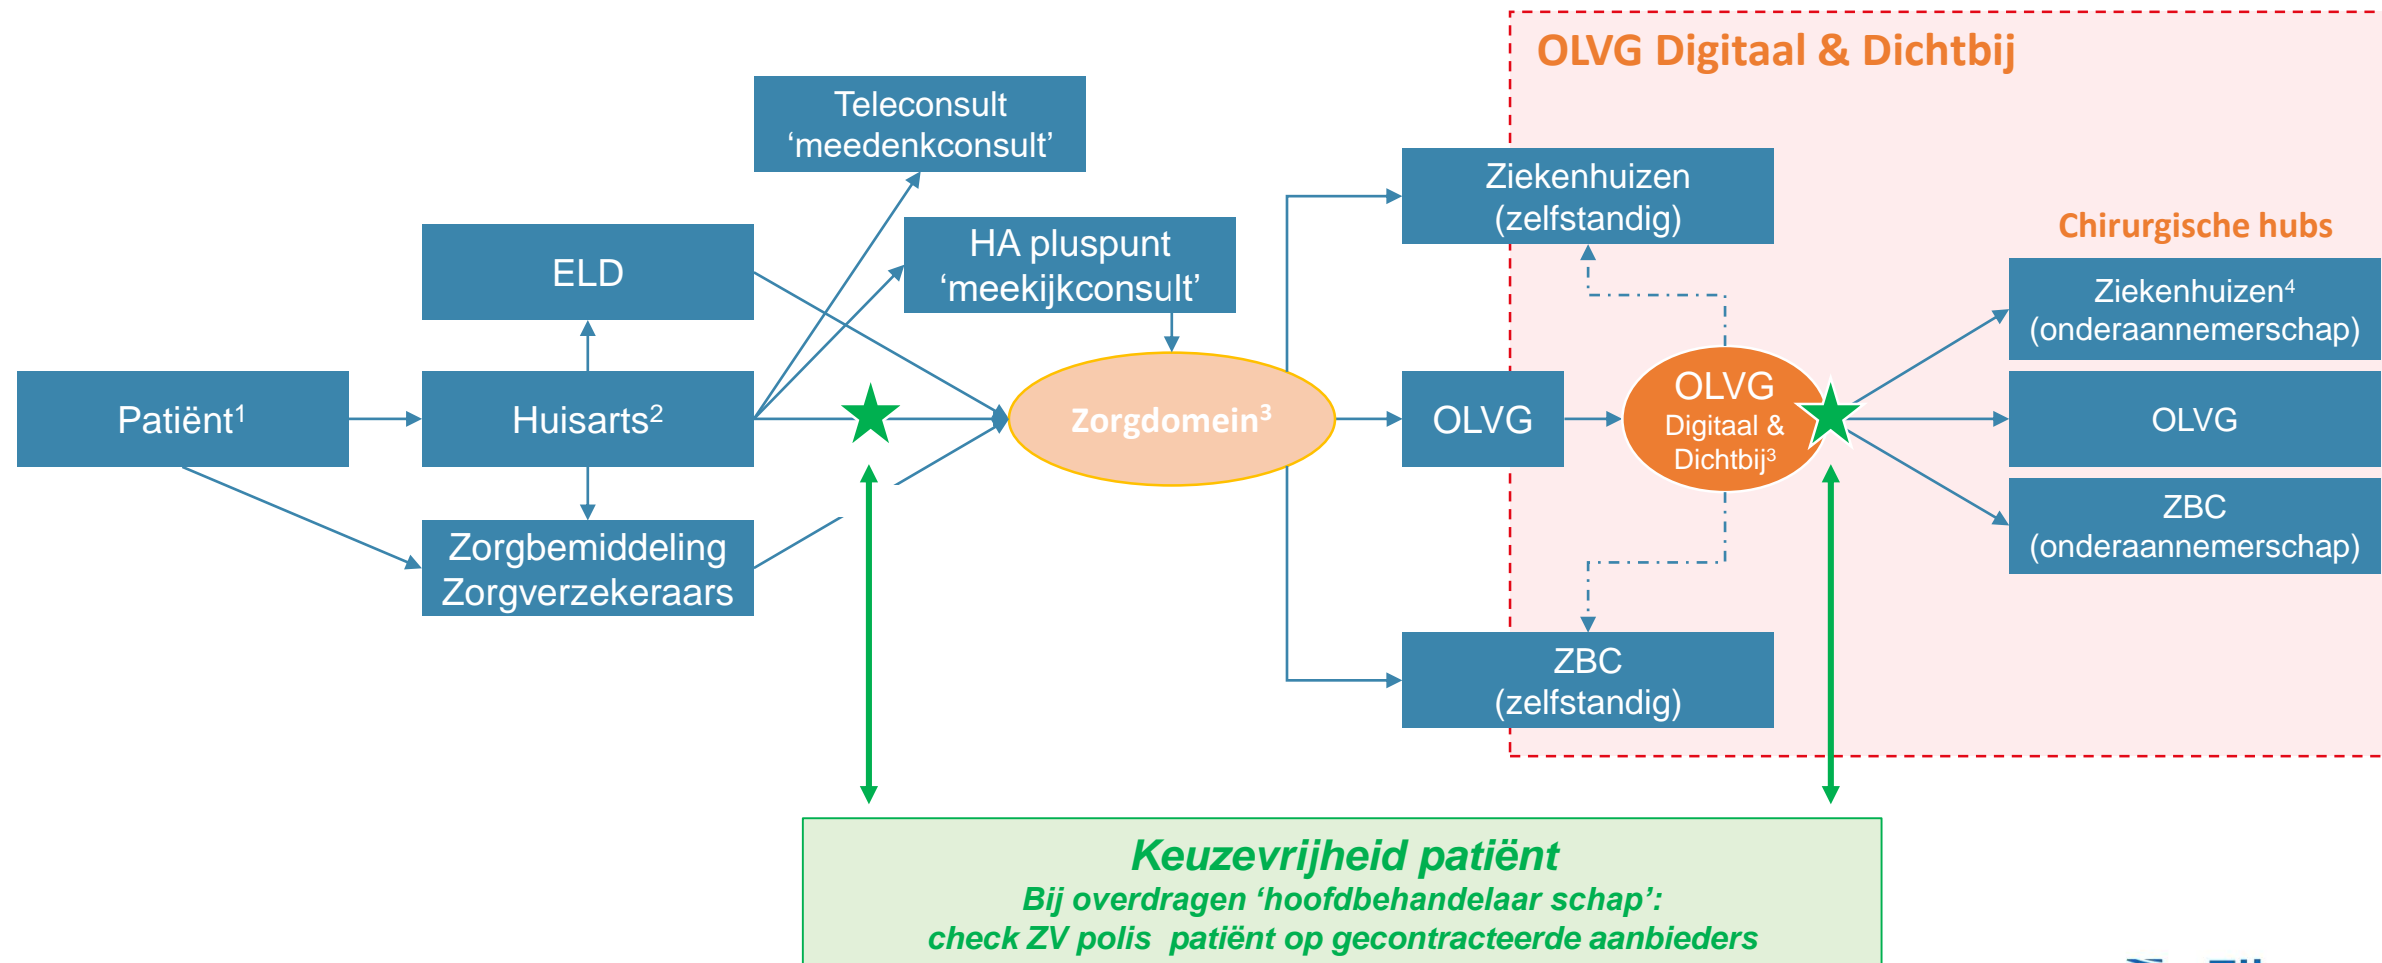 OLVG Digitaal & Dichtbij
Teleconsult
‘meedenkconsult’
Ziekenhuizen
(zelfstandig)
HA pluspunt
‘meekijkconsult’
Chirurgische hubs
ELD
Ziekenhuizen⁴
(onderaannemerschap)
Patiënt¹
Huisarts²
Zorgdomein³
OLVG
OLVG
Digitaal &
Dichtbij³
OLVG
ZBC
(onderaannemerschap)
Zorgbemiddeling
Zorgverzekeraars
ZBC
(zelfstandig)
Keuzevrijheid patiënt
Bij overdragen ‘hoofdbehandelaar schap’:
check ZV polis  patiënt op gecontracteerde aanbieders